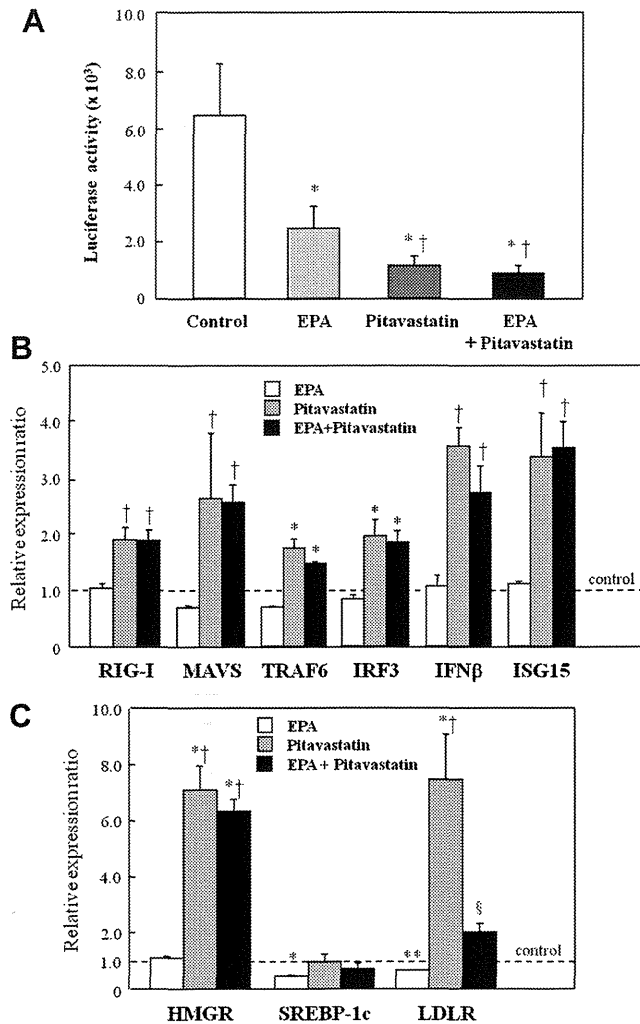 A
Luciferase activity (x 10³)
10.0
8.0
6.0
4.0
2.0
0
*
* †
* †
Control
EPA
Pitavastatin
EPA
+ Pitavastatin
B
Relative expression ratio
5.0
4.0
3.0
2.0
1.0
0.0
EPA
Pitavastatin
EPA+Pitavastatin
† † † † * * * * † † † †
control
RIG-I MAVS TRAF6 IRF3 IFNβ ISG15
C
Relative expression ratio
10.0
8.0
6.0
4.0
2.0
1.0
0.0
EPA
Pitavastatin
EPA + Pitavastatin
*† *† * ** *† §
control
HMGR SREBP-1c LDLR